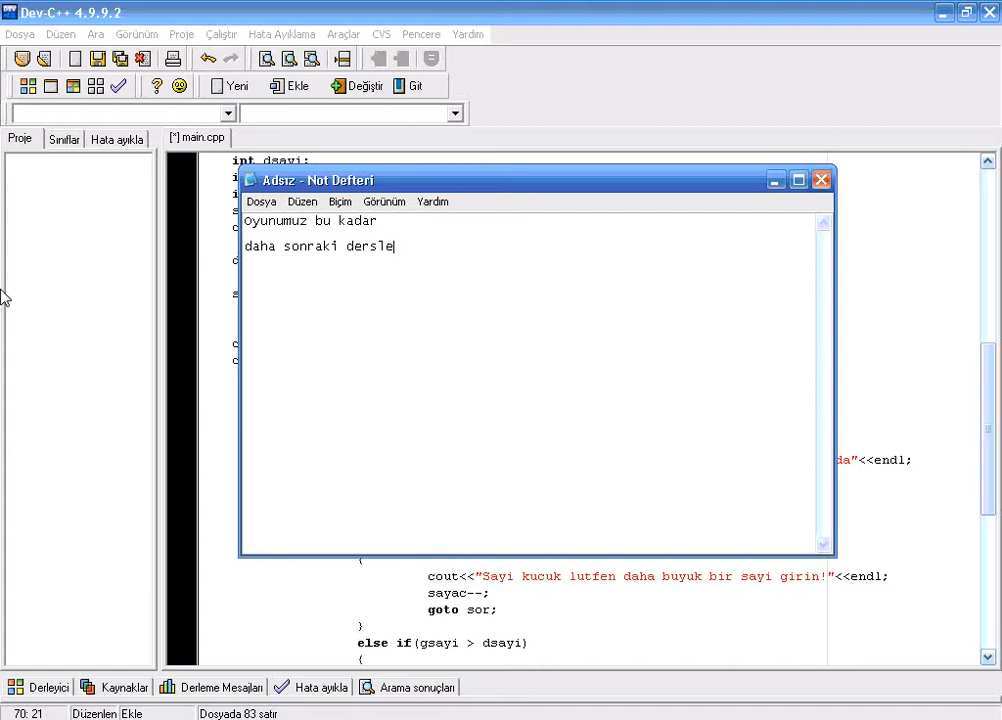 Dev-C++ 4.9.9.2
Dosya Düzen Ara Görünüm Proje Çalıştır Hata Ayıklama Araçlar CVS Pencere Yardım
Yeni Ekle Değiştir Git
Proje Sınıflar Hata ayıkla [*] main.cpp
int dsayi;
Adsız - Not Defteri
Dosya Düzen Biçim Görünüm Yardım
Oyunumuz bu kadar
daha sonraki dersle
da"<<endl;
{
cout<<"Sayi kucuk lutfen daha buyuk bir sayi girin!"<<endl;
sayac--;
goto sor;
}
else if(gsayi > dsayi)
{
Derleyici Kaynaklar Derleme Mesajları Hata ayıkla Arama sonuçları
70: 21 Düzenlen Ekle Dosyada 83 satır